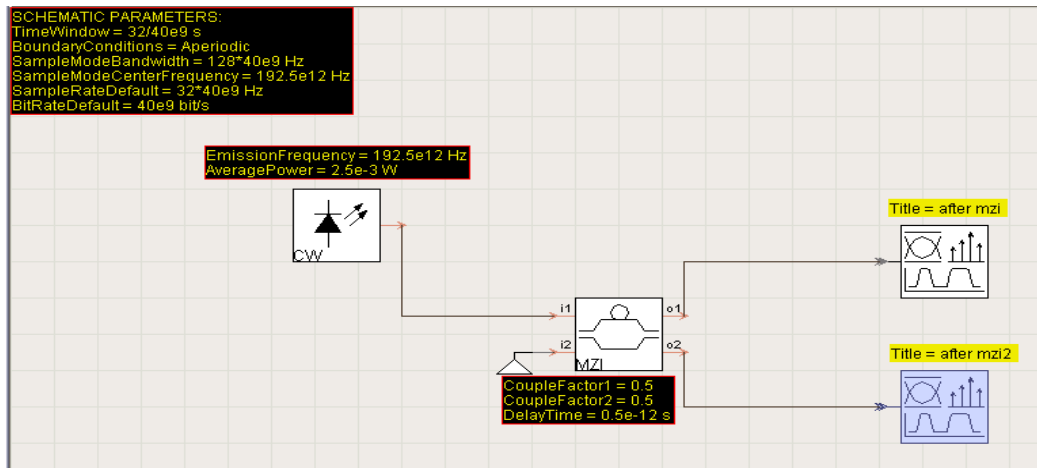 SCHEMATIC PARAMETERS:
TimeWindow = 32/40e9 s
BoundaryConditions = Aperiodic
SampleModeBandwidth = 128*40e9 Hz
SampleModeCenterFrequency = 192.5e12 Hz
SampleRateDefault = 32*40e9 Hz
BitRateDefault = 40e9 bit/s
EmissionFrequency = 192.5e12 Hz
AveragePower = 2.5e-3 W
CW
Title = after mzi
i1
o1
i2
o2
MZI
Title = after mzi2
CoupleFactor1 = 0.5
CoupleFactor2 = 0.5
DelayTime = 0.5e-12 s